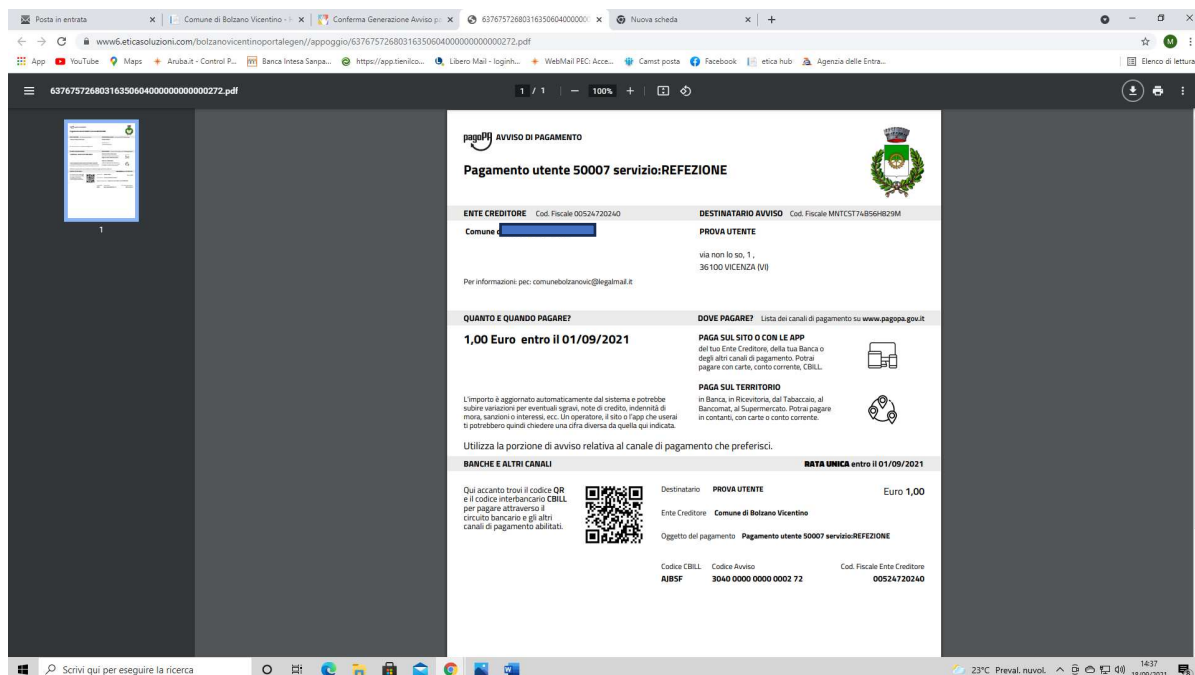 Posta in entrata
Comune di Bolzano Vicentino -
Conferma Generazione Avviso pa
Nuova scheda
www6.eticasoluzioni.com/bolzanovicentinoportalegen//appoggio/6376757268031635060400000000000272.pdf
App YouTube Maps Aruba.it - Control P... Banca Intesa Sanpa... https://app.tienilco... Libero Mail - loginh... WebMail PEC: Acce... Camst posta Facebook etica hub Agenzia delle Entra... Elenco di lettura
6376757268031635060400000000000272.pdf
1 / 1 — 100% +
1
pagoPA AVVISO DI PAGAMENTO
Pagamento utente 50007 servizio:REFEZIONE
ENTE CREDITORE Cod. Fiscale 00524720240
DESTINATARIO AVVISO Cod. Fiscale MNTCST74B56H829M
Comune
PROVA UTENTE
via non lo so, 1 ,
36100 VICENZA (VI)
Per informazioni: pec: comunebolzanovic@legalmail.it
QUANTO E QUANDO PAGARE?
DOVE PAGARE? Lista dei canali di pagamento su www.pagopa.gov.it
1,00 Euro entro il 01/09/2021
PAGA SUL SITO O CON LE APP
del tuo Ente Creditore, della tua Banca o
degli altri canali di pagamento. Potrai
pagare con carte, conto corrente, CBILL.
PAGA SUL TERRITORIO
in Banca, in Ricevitoria, dal Tabaccaio, al
Bancomat, al Supermercato. Potrai pagare
in contanti, con carte o conto corrente.
L'importo è aggiornato automaticamente dal sistema e potrebbe
subire variazioni per eventuali sgravi, note di credito, indennità di
mora, sanzioni o interessi, ecc. Un operatore, il sito o l'app che userai
ti potrebbero quindi chiedere una cifra diversa da quella qui indicata.
Utilizza la porzione di avviso relativa al canale di pagamento che preferisci.
BANCHE E ALTRI CANALI
RATA UNICA entro il 01/09/2021
Qui accanto trovi il codice QR
e il codice interbancario CBILL
per pagare attraverso il
circuito bancario e gli altri
canali di pagamento abilitati.
Destinatario PROVA UTENTE
Euro 1,00
Ente Creditore Comune di Bolzano Vicentino
Oggetto del pagamento Pagamento utente 50007 servizio:REFEZIONE
Codice CBILL Codice Avviso Cod. Fiscale Ente Creditore
AJBSF 3040 0000 0000 0002 72 00524720240
Scrivi qui per eseguire la ricerca
23°C Preval. nuvol.
14:37
18/09/2021